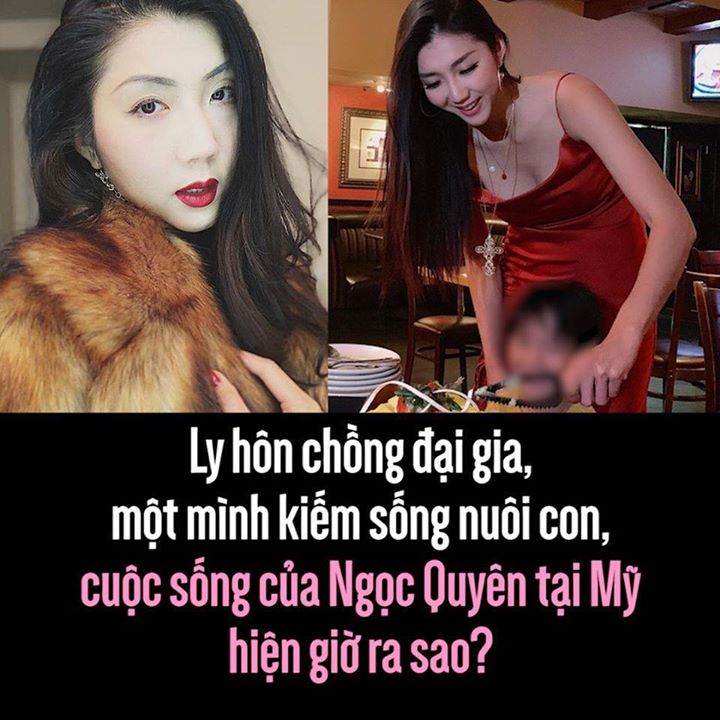 Ly hôn chồng đại gia,
một mình kiếm sống nuôi con,
cuộc sống của Ngọc Quyên tại Mỹ
hiện giờ ra sao?